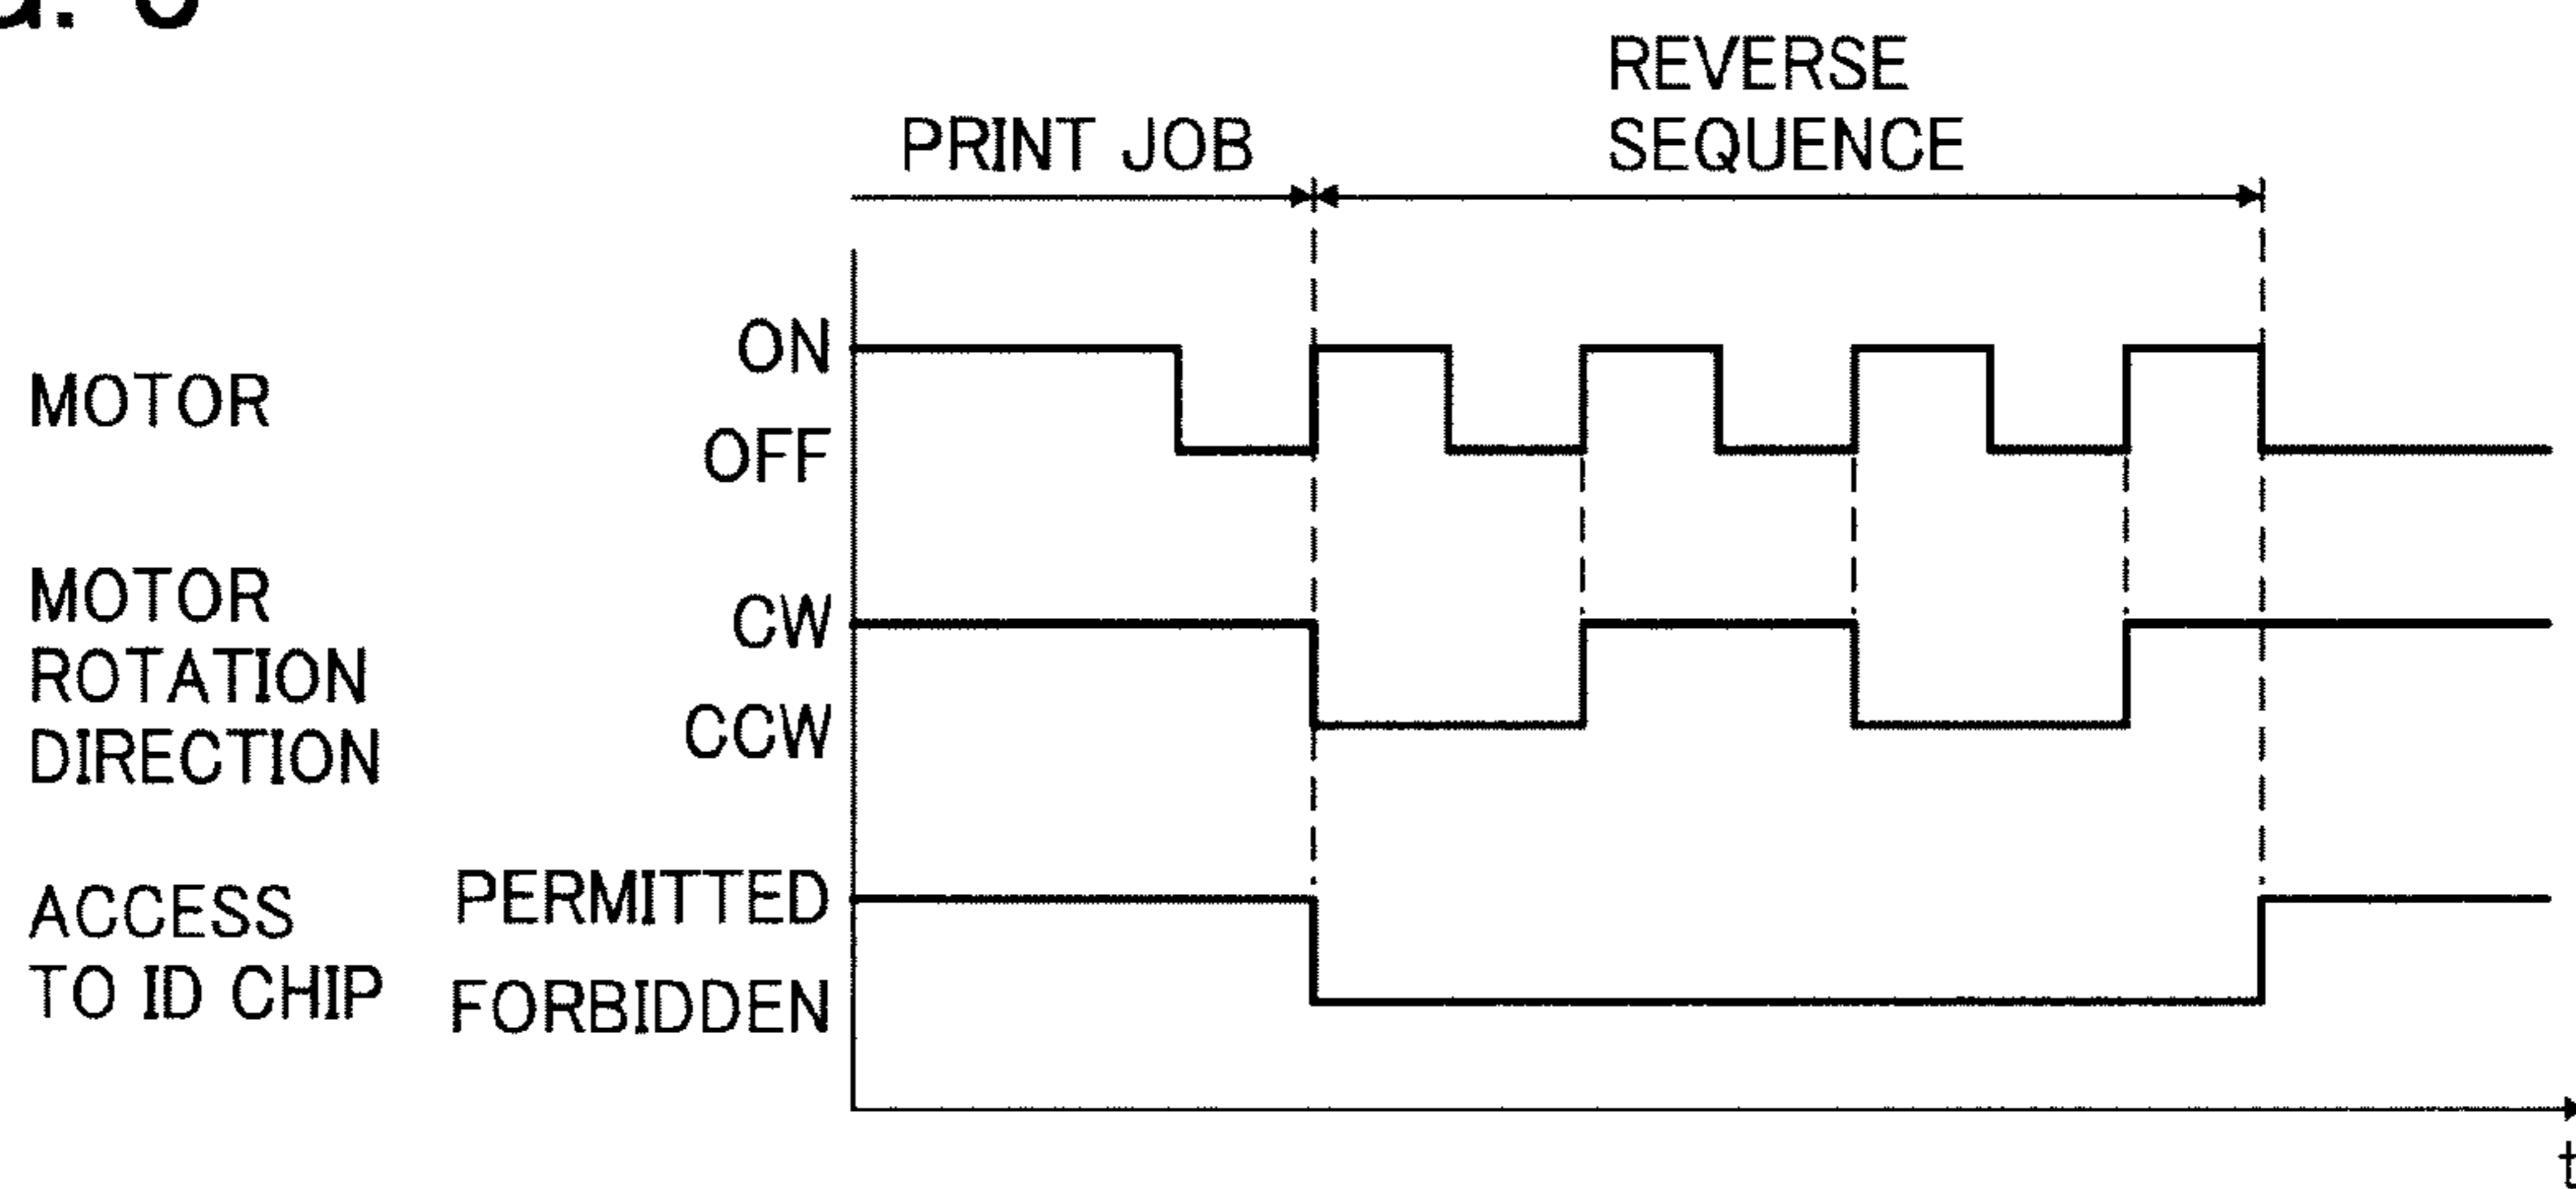 REVERSE
SEQUENCE
PRINT JOB
ON
MOTOR
OFF
MOTOR
ROTATION
DIRECTION
CW
CCW
ACCESS
TO ID CHIP
PERMITTED
FORBIDDEN
t